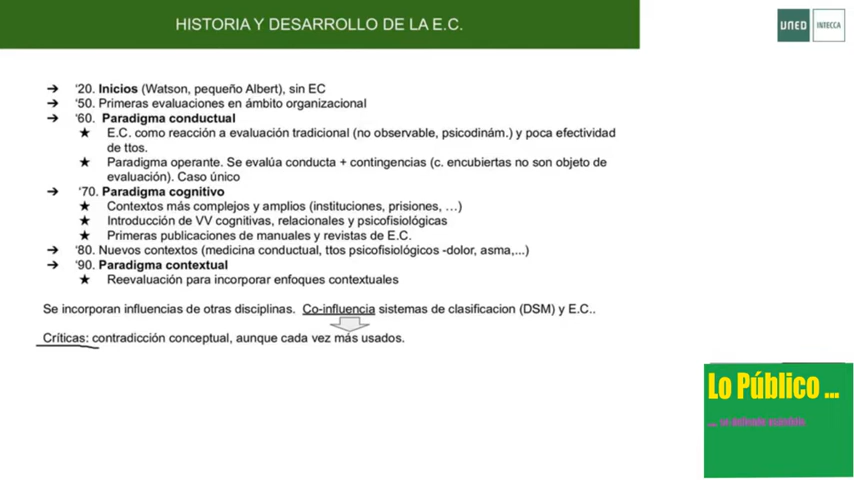 HISTORIA Y DESARROLLO DE LA E.C.
UNED INTECCA
➔ '20. Inicios (Watson, pequeño Albert), sin EC
➔ '50. Primeras evaluaciones en ámbito organizacional
➔ '60. Paradigma conductual
★ E.C. como reacción a evaluación tradicional (no observable, psicodinám.) y poca efectividad
de ttos.
★ Paradigma operante. Se evalúa conducta + contingencias (c. encubiertas no son objeto de
evaluación). Caso único
➔ '70. Paradigma cognitivo
★ Contextos más complejos y amplios (instituciones, prisiones, …)
★ Introducción de VV cognitivas, relacionales y psicofisiológicas
★ Primeras publicaciones de manuales y revistas de E.C.
➔ '80. Nuevos contextos (medicina conductual, ttos psicofisiológicos -dolor, asma,...)
➔ '90. Paradigma contextual
★ Reevaluación para incorporar enfoques contextuales
Se incorporan influencias de otras disciplinas. Co-influencia sistemas de clasificacion (DSM) y E.C..
Críticas: contradicción conceptual, aunque cada vez más usados.
Lo Público ...